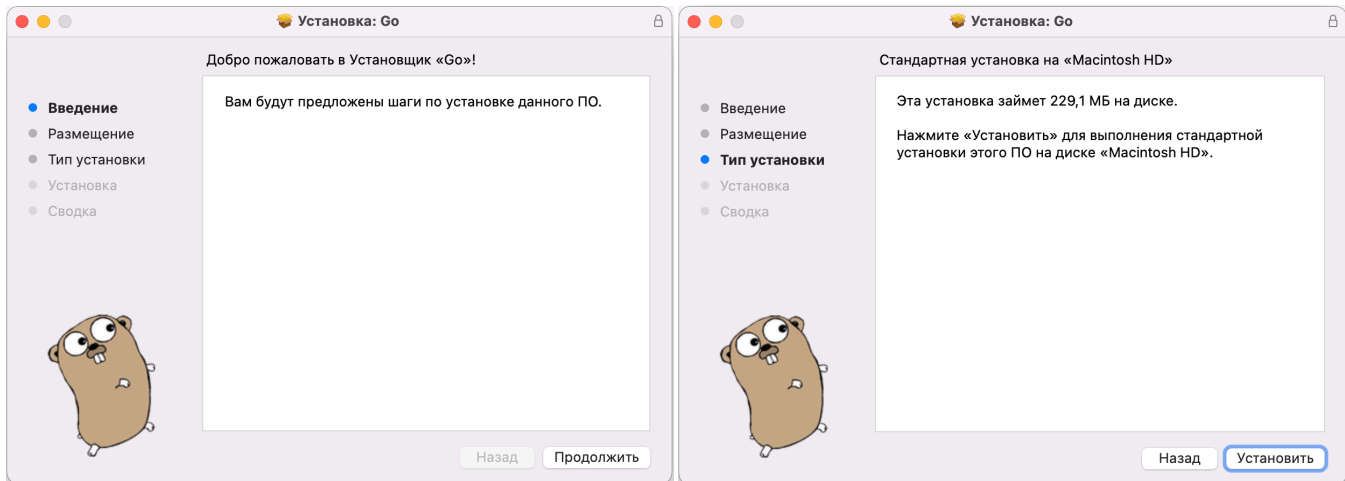 Установка: Go
Добро пожаловать в Установщик «Go»!
Введение
Размещение
Тип установки
Установка
Сводка
Вам будут предложены шаги по установке данного ПО.
Назад
Продолжить
Установка: Go
Стандартная установка на «Macintosh HD»
Введение
Размещение
Тип установки
Установка
Сводка
Эта установка займет 229,1 МБ на диске.
Нажмите «Установить» для выполнения стандартной
установки этого ПО на диске «Macintosh HD».
Назад
Установить